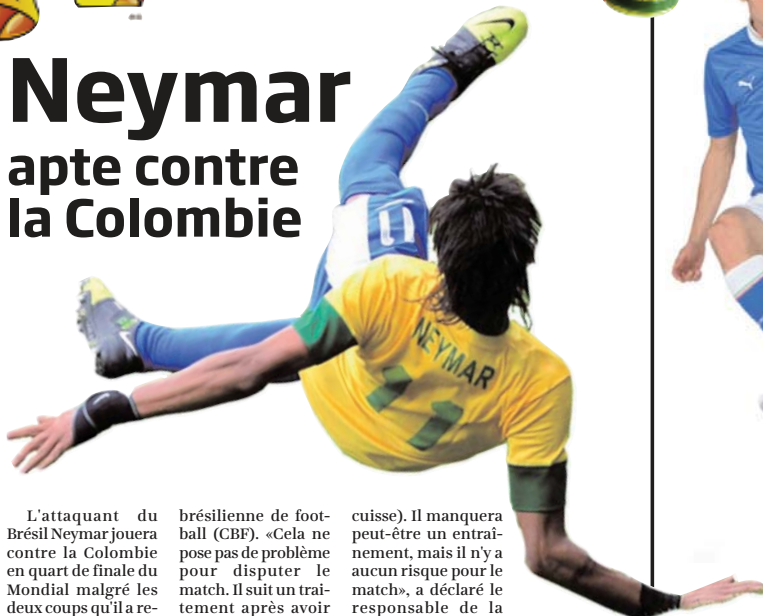 Neymar
apte contre
la Colombie
11
NEYMAR
11
L'attaquant du
Brésil Neymar jouera
contre la Colombie
en quart de finale du
Mondial malgré les
deux coups qu'il a re-
brésilienne de foot-
ball (CBF). «Cela ne
pose pas de problème
pour disputer le
match. Il suit un trai-
tement après avoir
cuisse). Il manquera
peut-être un entraî-
nement, mais il n'y a
aucun risque pour le
match», a déclaré le
responsable de la